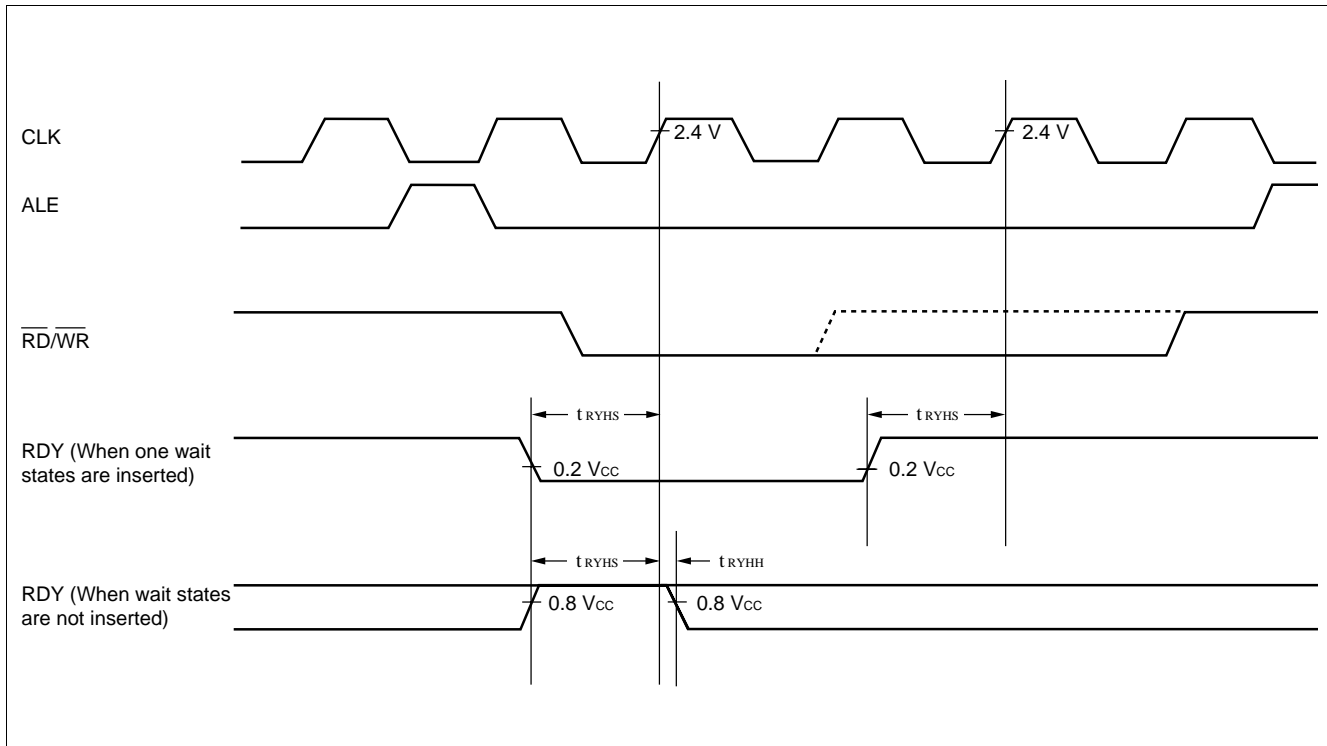 CLK
2.4 V
2.4 V
ALE
RD/WR
tRYHS
tRYHS
RDY (When one wait
states are inserted)
0.2 VCC
0.2 VCC
tRYHS
tRYHH
RDY (When wait states
are not inserted)
0.8 VCC
0.8 VCC